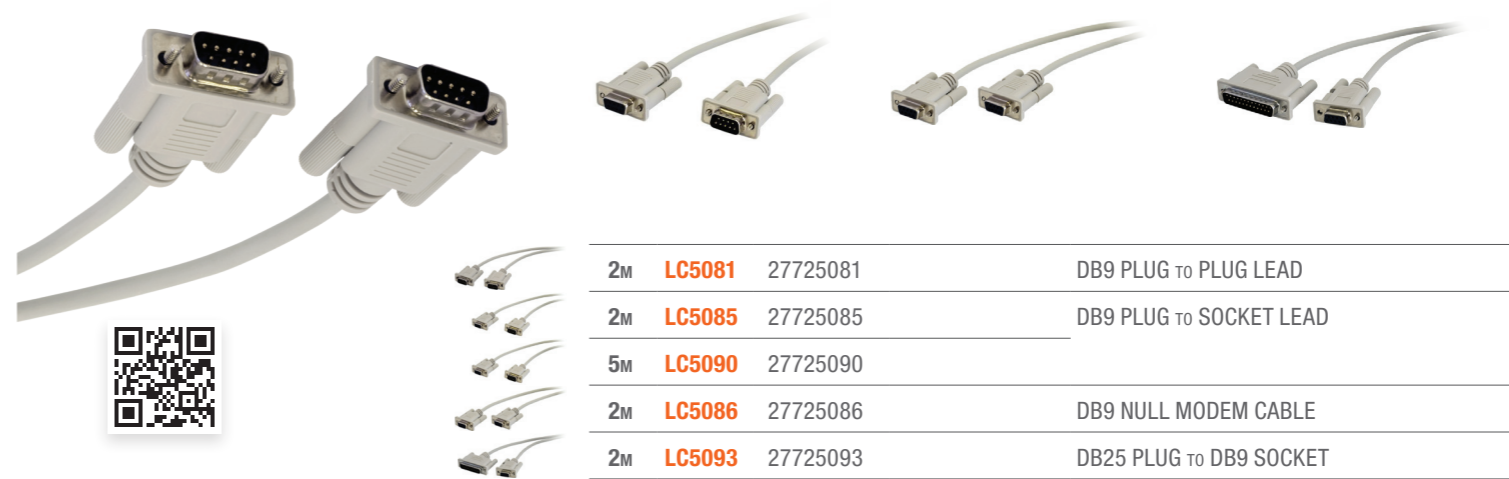 2M LC5081 27725081 DB9 PLUG TO PLUG LEAD
2M LC5085 27725085 DB9 PLUG TO SOCKET LEAD
5M LC5090 27725090
2M LC5086 27725086 DB9 NULL MODEM CABLE
2M LC5093 27725093 DB25 PLUG TO DB9 SOCKET